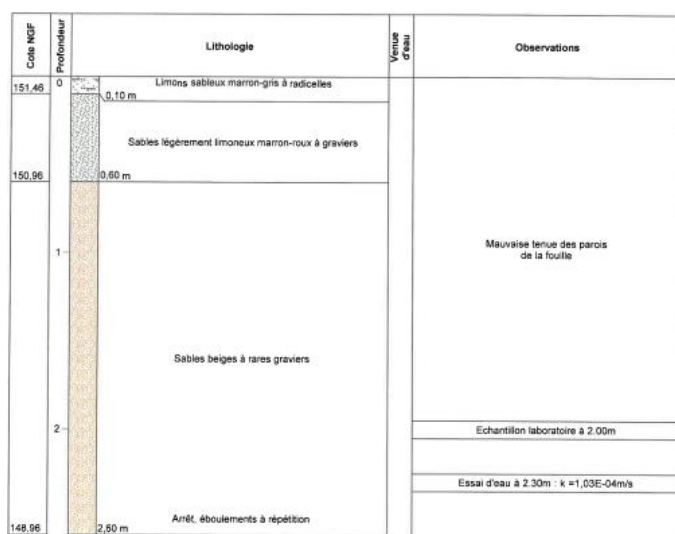 Cote NGF
Profondeur
Lithologie
Venue
d'eau
Observations
0
Limons sableux marron-gris à radicelles
151,46
0,10 m
Sables légèrement limoneux marron-roux à graviers
150,96
0,60 m
Mauvaise tenue des parois
de la fouille
1
Sables beiges à rares graviers
2
Echantillon laboratoire à 2.00m
Essai d'eau à 2.30m : k =1,03E-04m/s
Arrêt, éboulements à répétition
148,96
2,60 m